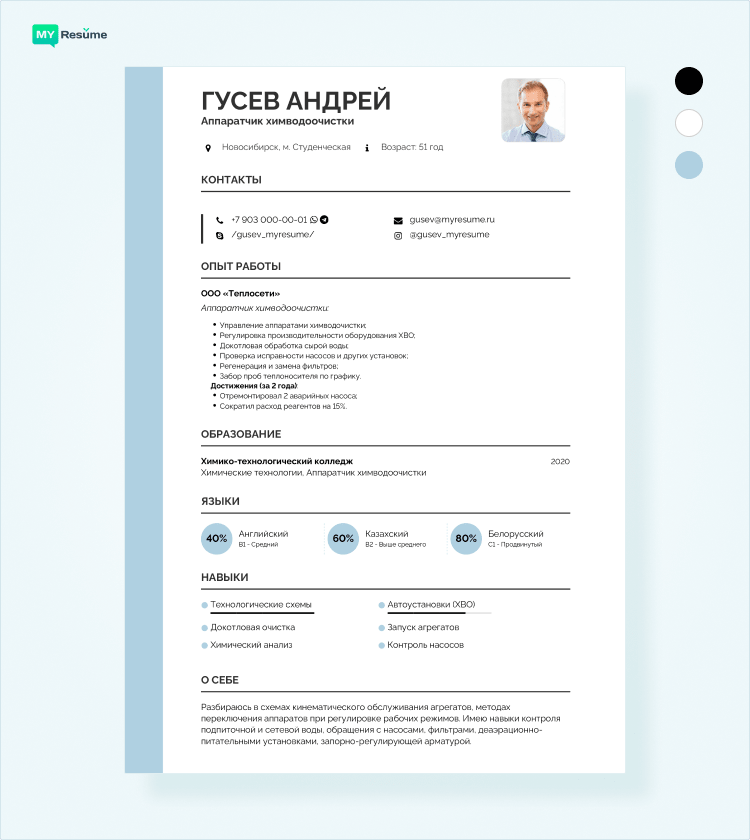 MY Resume
ГУСЕВ АНДРЕЙ
Аппаратчик химводоочистки
Новосибирск, м. Студенческая Возраст: 51 год
КОНТАКТЫ
+7 903 000-00-01 gusev@myresume.ru
/gusev_myresume/ @gusev_myresume
ОПЫТ РАБОТЫ
ООО «Теплосети»
Аппаратчик химводоочистки:
• Управление аппаратами химводочистки;
• Регулировка производительности оборудования ХВО;
• Докотловая обработка сырой воды;
• Проверка исправности насосов и других установок;
• Регенерация и замена фильтров;
• Забор проб теплоносителя по графику.
Достижения (за 2 года):
• Отремонтировал 2 аварийных насоса;
• Сократил расход реагентов на 15%.
ОБРАЗОВАНИЕ
Химико-технологический колледж 2020
Химические технологии, Аппаратчик химводоочистки
ЯЗЫКИ
40% Английский 60% Казахский 80% Белорусский
B1 - Средний B2 - Выше среднего C1 - Продвинутый
НАВЫКИ
Технологические схемы Автоустановки (ХВО)
Докотловая очистка Запуск агрегатов
Химический анализ Контроль насосов
О СЕБЕ
Разбираюсь в схемах кинематического обслуживания агрегатов, методах
переключения аппаратов при регулировке рабочих режимов. Имею навыки контроля
подпиточной и сетевой воды, обращения с насосами, фильтрами, деаэрационно-
питательными установками, запорно-регулирующей арматурой.